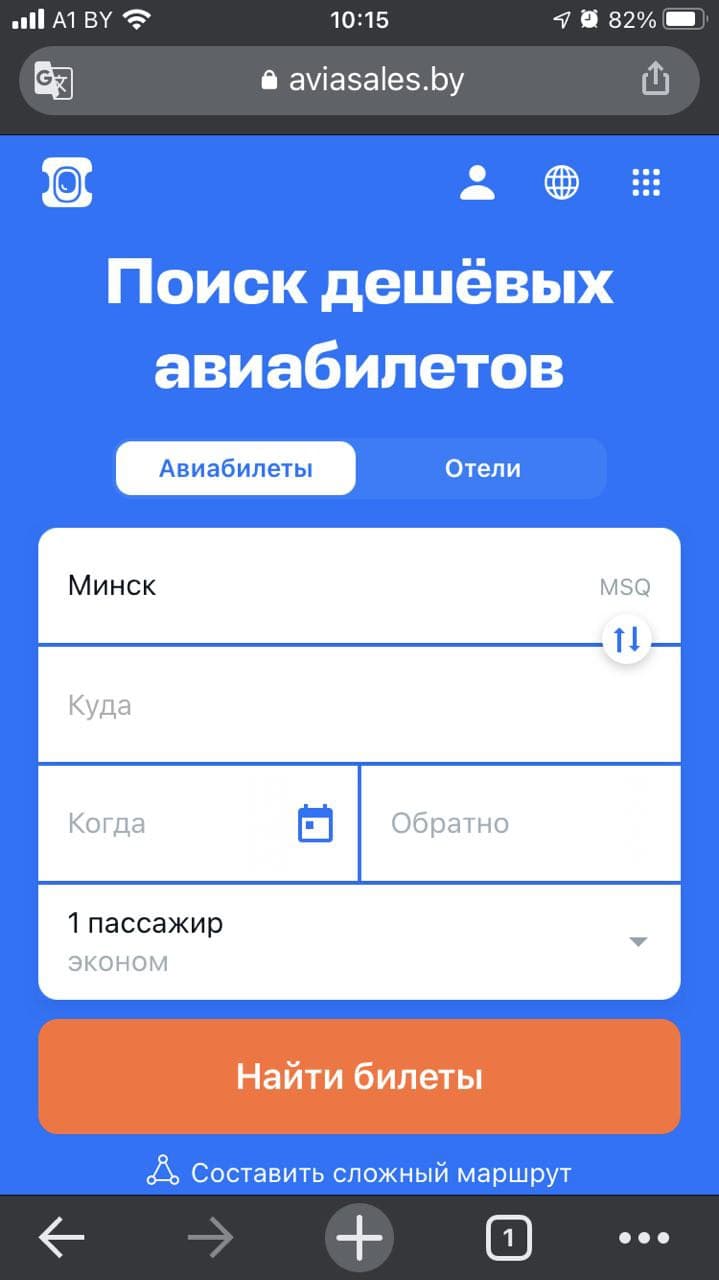 A1 BY 10:15 82%
aviasales.by
Поиск дешёвых
авиабилетов
Авиабилеты Отели
Минск MSQ
Куда
Когда Обратно
1 пассажир
эконом
Найти билеты
Составить сложный маршрут
1